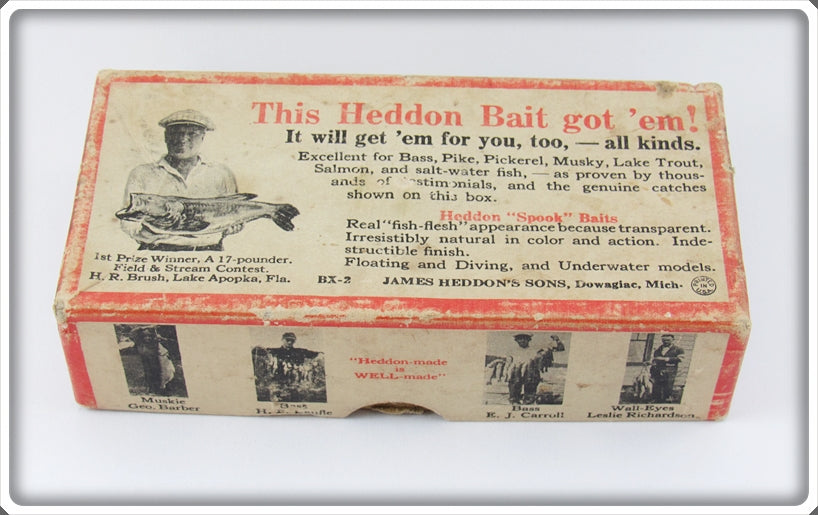 This Heddon Bait got 'em!
It will get 'em for you, too, — all kinds.
Excellent for Bass, Pike, Pickerel, Musky, Lake Trout,
Salmon, and salt-water fish, — as proven by thous-
ands of testimonials, and the genuine catches
shown on this box.
Heddon "Spook" Baits
Real "fish-flesh" appearance because transparent.
Irresistibly natural in color and action. Inde-
structible finish.
Floating and Diving, and Underwater models.
1st Prize Winner, A 17-pounder.
Field & Stream Contest.
H. R. Brush, Lake Apopka, Fla.
BX-2 JAMES HEDDON'S SONS, Dowagiac, Mich.
PRINTED
IN
U.S.A.
Muskie
Geo. Barber
Bass
H. E.
"Heddon-made
is
WELL-made"
Bass
E. J. Carroll
Wall-Eyes
Leslie Richardson